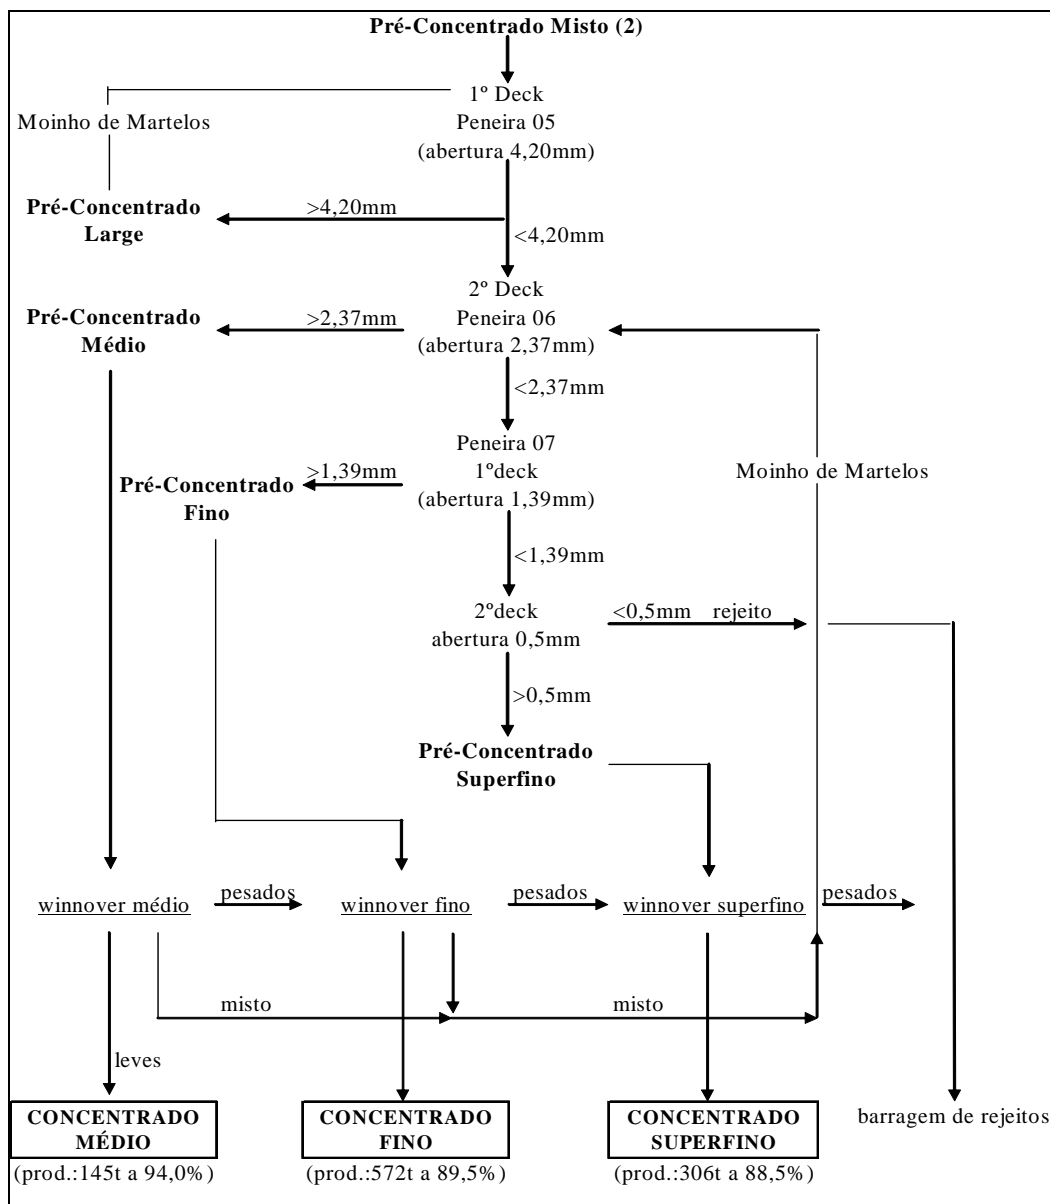 Pré-Concentrado Misto (2)
1º Deck
Moinho de Martelos
Peneira 05
(abertura 4,20mm)
Pré-Concentrado
Large
>4,20mm
<4,20mm
2º Deck
Pré-Concentrado
Médio
>2,37mm
Peneira 06
(abertura 2,37mm)
<2,37mm
Peneira 07
1ºdeck
(abertura 1,39mm)
>1,39mm
Pré-Concentrado
Fino
Moinho de Martelos
<1,39mm
2ºdeck
abertura 0,5mm
<0,5mm rejeito
>0,5mm
Pré-Concentrado
Superfino
winnover médio
pesados
winnover fino
pesados
winnover superfino
pesados
misto
misto
leves
CONCENTRADO
MÉDIO
(prod.:145t a 94,0%)
CONCENTRADO
FINO
(prod.:572t a 89,5%)
CONCENTRADO
SUPERFINO
(prod.:306t a 88,5%)
barragem de rejeitos